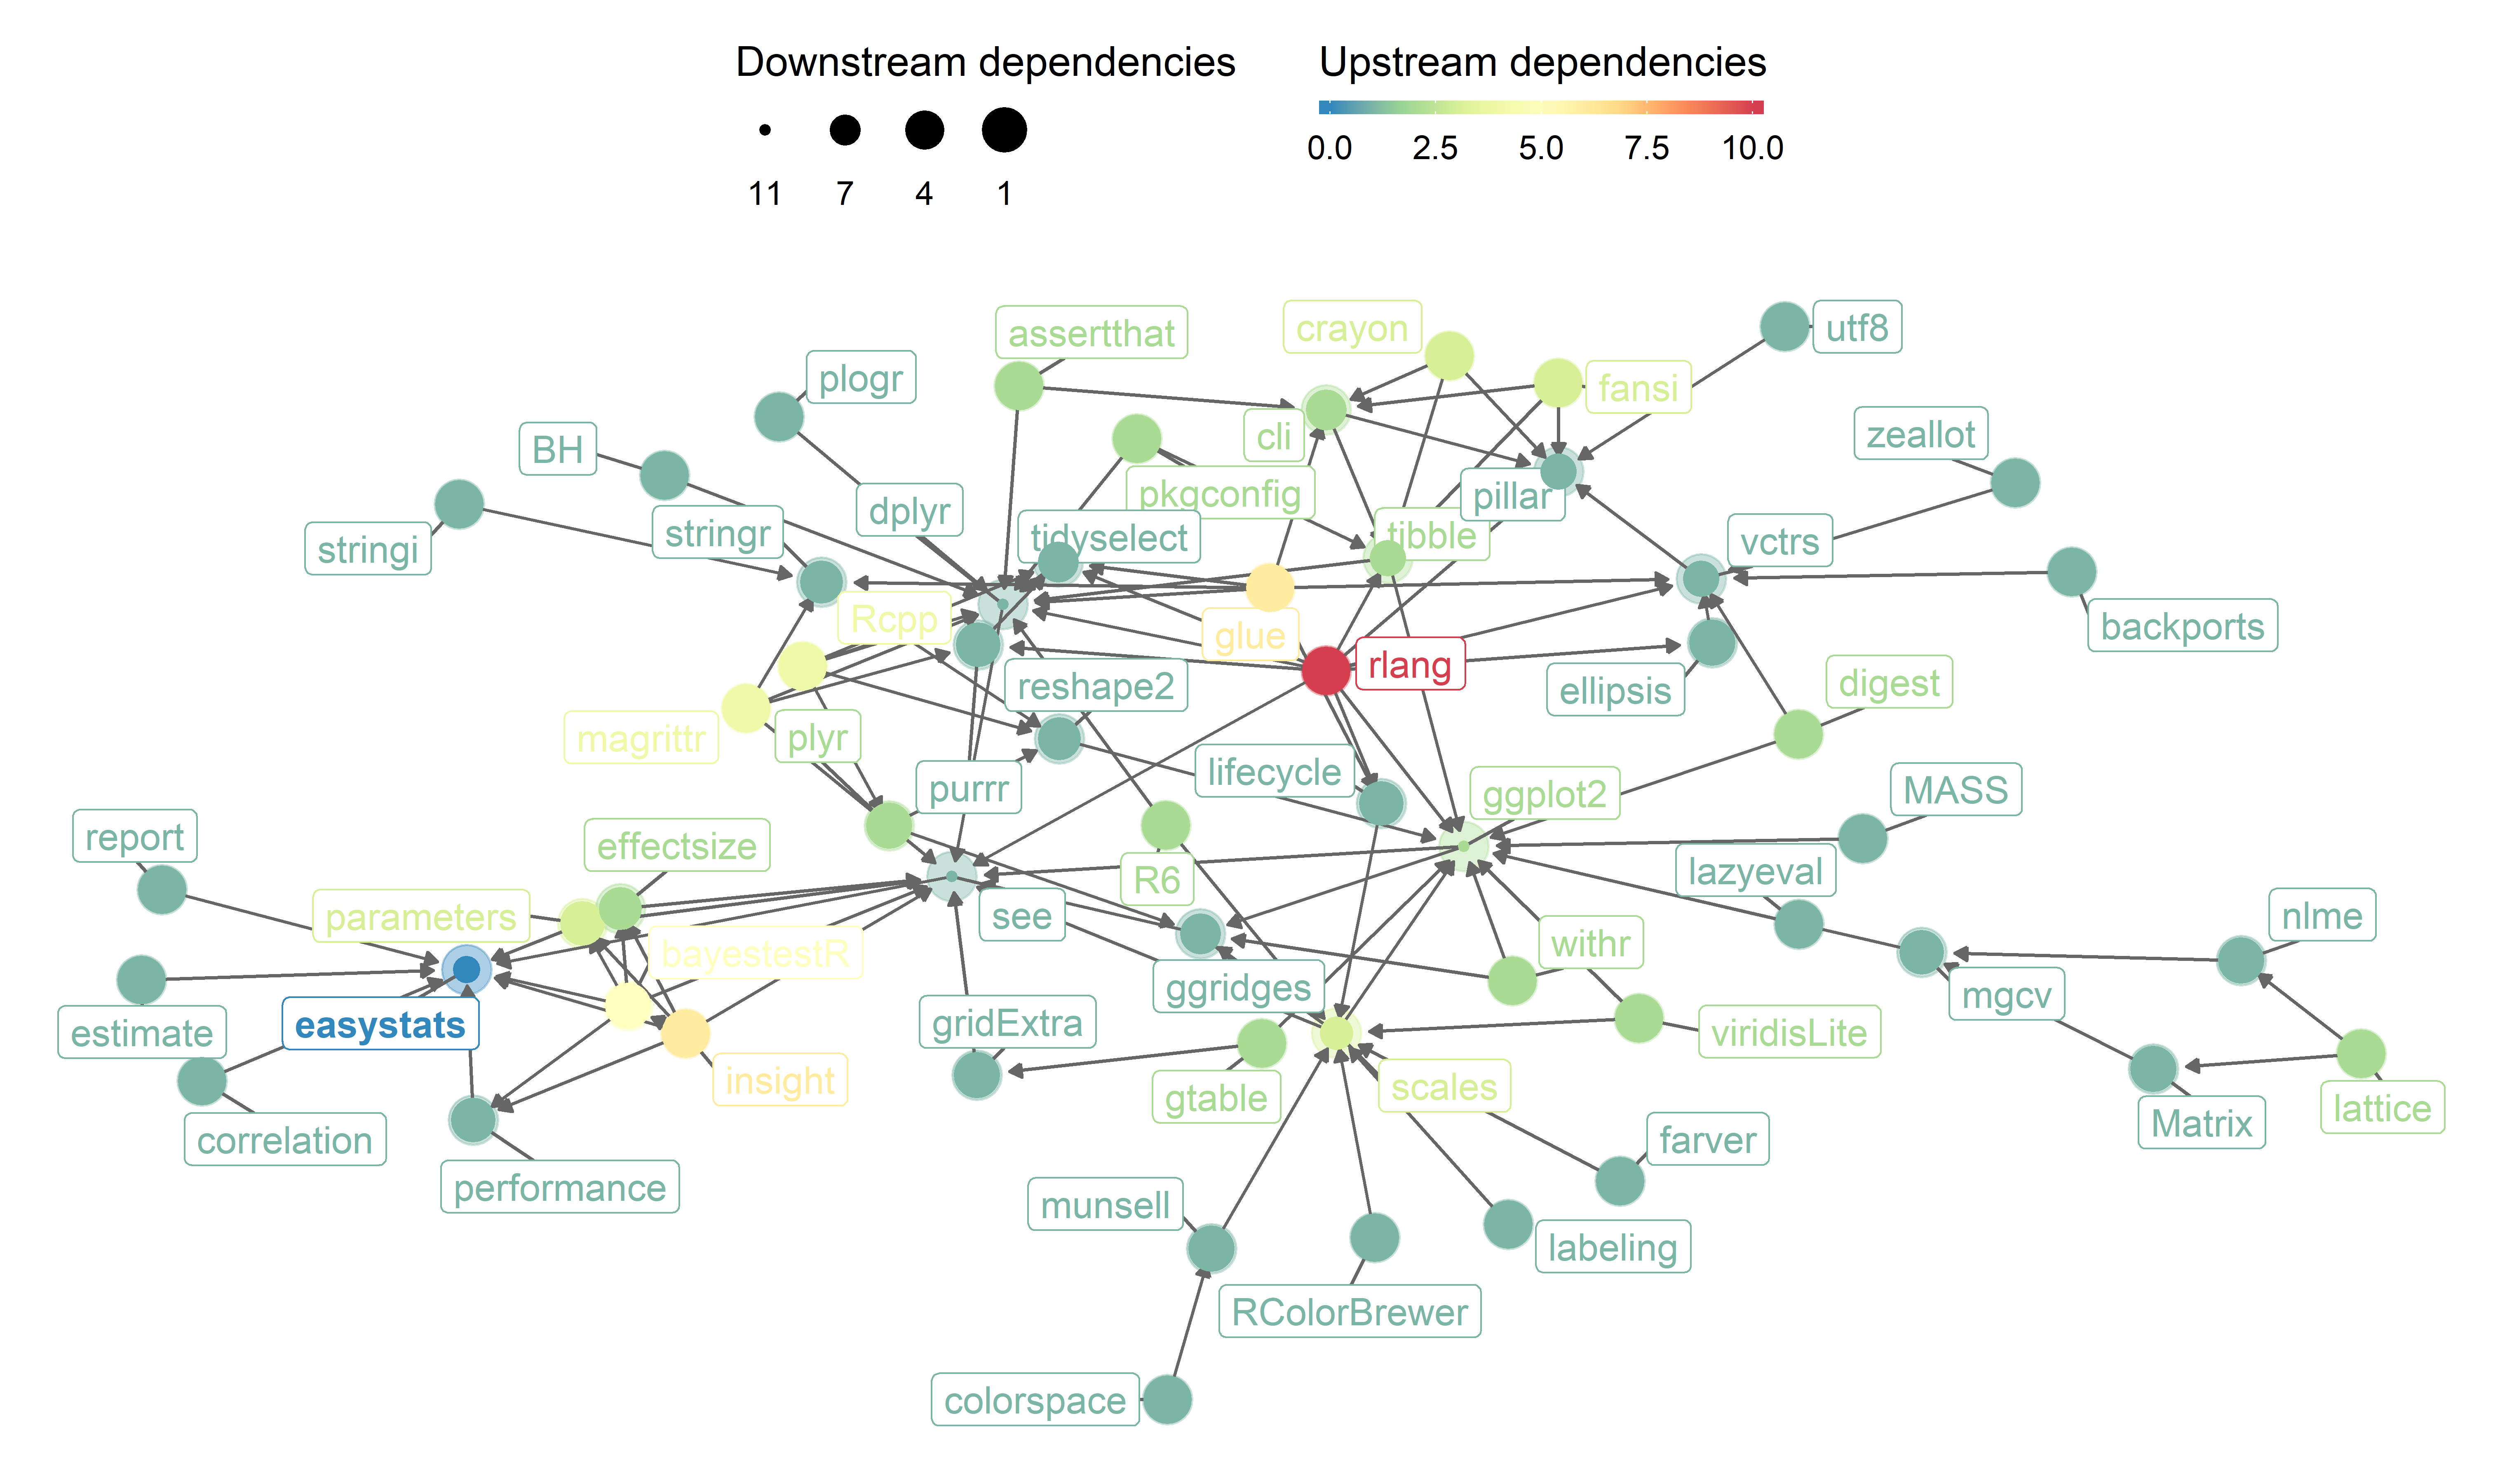 Downstream dependencies
11 7 4 1
Upstream dependencies
0.0 2.5 5.0 7.5 10.0
assertthat
crayon
utf8
plogr
fansi
BH
cli
zeallot
stringi
stringr
dplyr
pkgconfig
tidyselect
tibble
pillar
vctrs
Rcpp
glue
rlang
backports
magrittr
plyr
reshape2
ellipsis
digest
purrr
lifecycle
ggplot2
MASS
report
effectsize
R6
lazyeval
parameters
bayestestR
see
withr
nlme
estimate
easystats
gridExtra
ggridges
mgcv
viridisLite
insight
gtable
scales
lattice
correlation
Matrix
farver
performance
munsell
labeling
RColorBrewer
colorspace